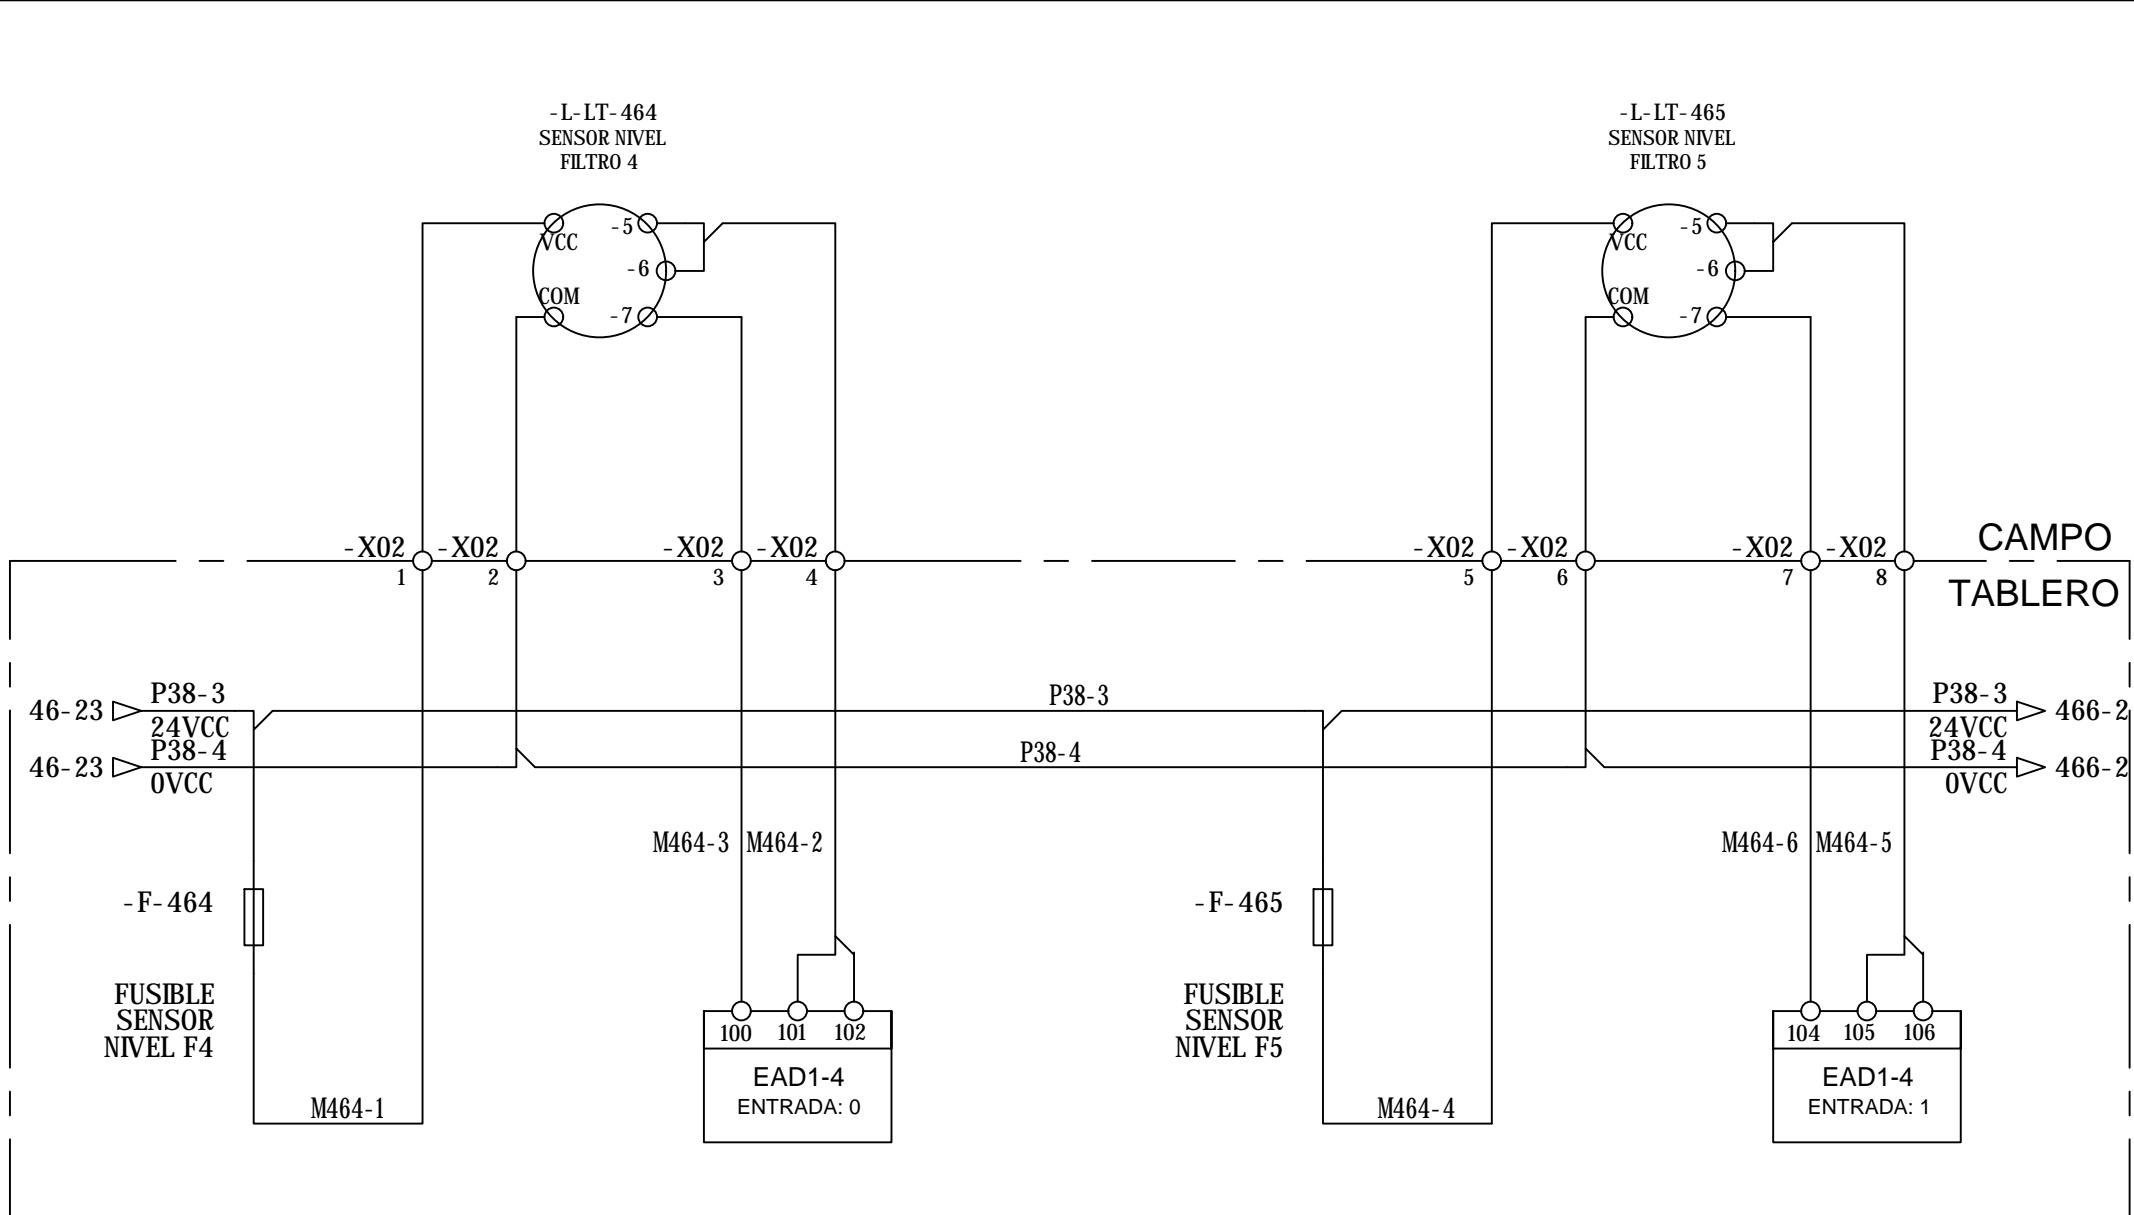 -L-LT-464
SENSOR NIVEL
FILTRO 4
VCC
-5
-6
COM
-7
-L-LT-465
SENSOR NIVEL
FILTRO 5
VCC
-5
-6
COM
-7
-X02
1
-X02
2
-X02
3
-X02
4
-X02
5
-X02
6
-X02
7
-X02
8
CAMPO
TABLERO
46-23
P38-3
24VCC
46-23
P38-4
0VCC
P38-3
P38-4
P38-3
24VCC
466-2
P38-4
0VCC
466-2
M464-3
M464-2
M464-6
M464-5
-F-464
FUSIBLE
SENSOR
NIVEL F4
M464-1
100
101
102
EAD1-4
ENTRADA: 0
-F-465
FUSIBLE
SENSOR
NIVEL F5
M464-4
104
105
106
EAD1-4
ENTRADA: 1